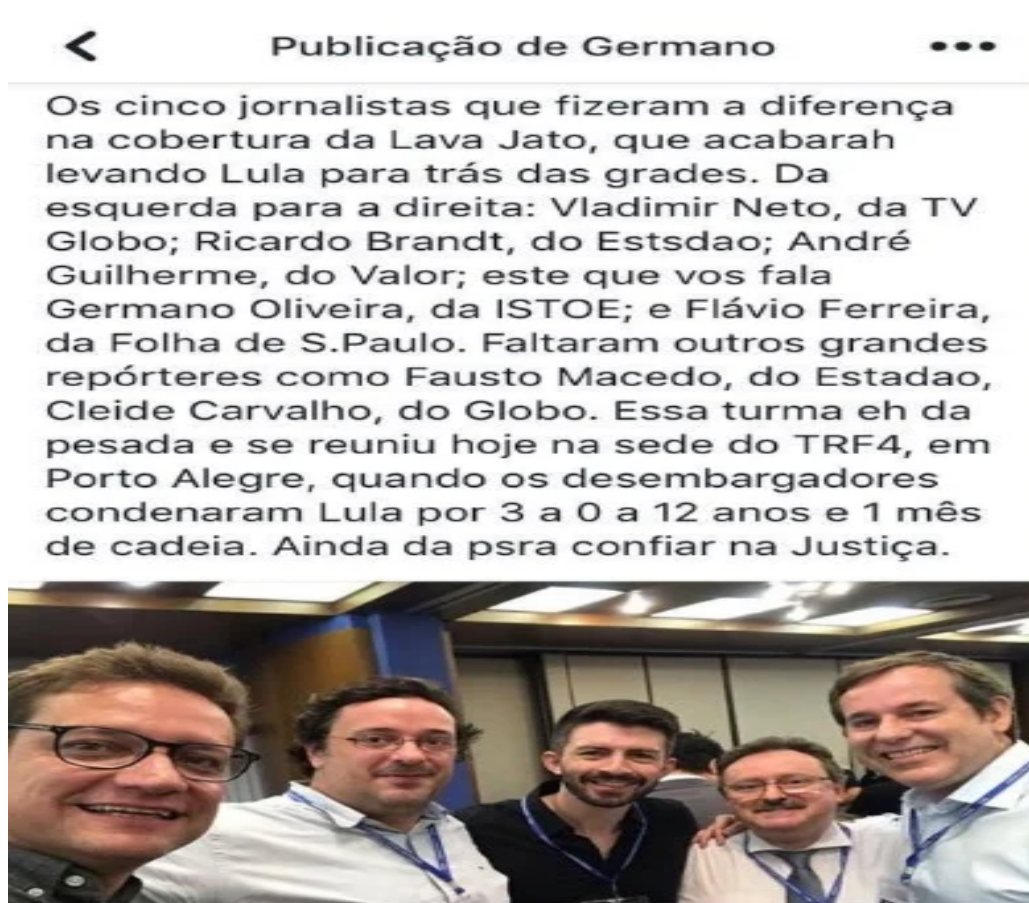 Publicação de Germano
Os cinco jornalistas que fizeram a diferença
na cobertura da Lava Jato, que acabarah
levando Lula para trás das grades. Da
esquerda para a direita: Vladimir Neto, da TV
Globo; Ricardo Brandt, do Estsdao; André
Guilherme, do Valor; este que vos fala
Germano Oliveira, da ISTOE; e Flávio Ferreira,
da Folha de S.Paulo. Faltaram outros grandes
repórteres como Fausto Macedo, do Estadao,
Cleide Carvalho, do Globo. Essa turma eh da
pesada e se reuniu hoje na sede do TRF4, em
Porto Alegre, quando os desembargadores
condenaram Lula por 3 a 0 a 12 anos e 1 mês
de cadeia. Ainda da psra confiar na Justiça.